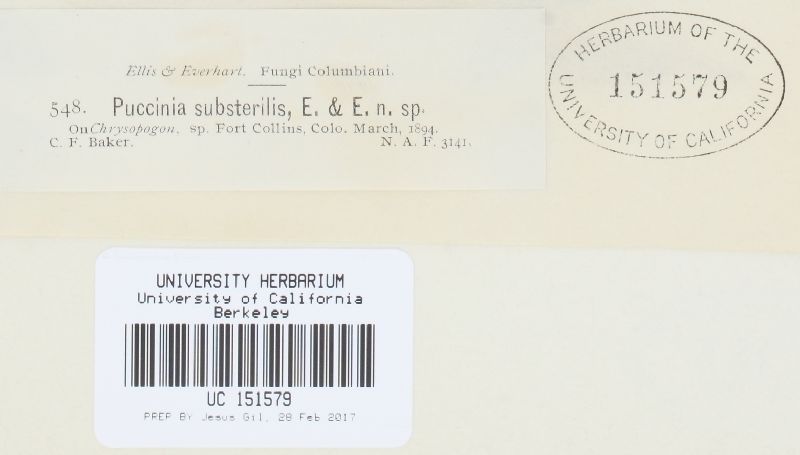 Ellis & Everhart. Fungi Columbiani.
548. Puccinia substerilis, E. & E. n. sp.
On Chrysopogon, sp. Fort Collins, Colo. March, 1894.
C. F. Baker. N. A. F. 3141.
HERBARIUM OF THE
151579
UNIVERSITY OF CALIFORNIA
UNIVERSITY HERBARIUM
University of California
Berkeley
UC 151579
PREP BY Jesus Gil, 28 Feb 2017